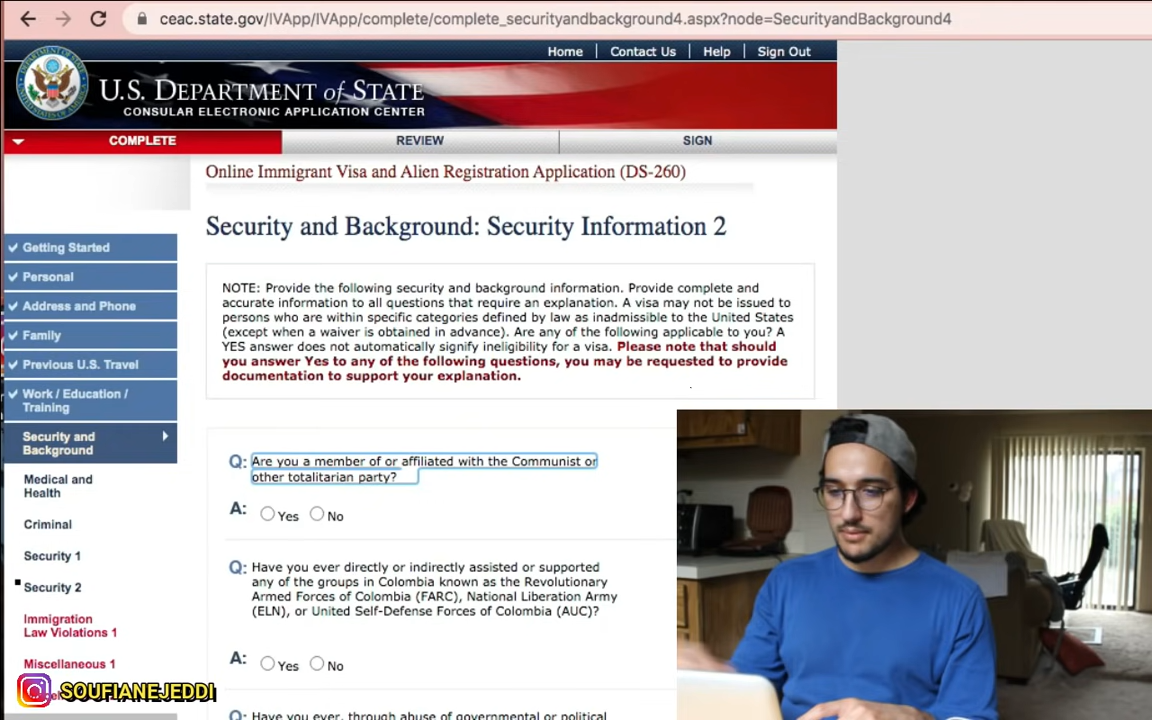 ceac.state.gov/IVApp/IVApp/complete/complete_securityandbackground4.aspx?node=SecurityandBackground4
Home Contact Us Help Sign Out
U.S. DEPARTMENT of STATE
CONSULAR ELECTRONIC APPLICATION CENTER
COMPLETE REVIEW SIGN
Online Immigrant Visa and Alien Registration Application (DS-260)
Security and Background: Security Information 2
Getting Started
Personal
Address and Phone
Family
Previous U.S. Travel
Work / Education /
Training
Security and
Background
Medical and
Health
Criminal
Security 1
Security 2
Immigration
Law Violations 1
Miscellaneous 1
SOUFIANEJEDDI
NOTE: Provide the following security and background information. Provide complete and
accurate information to all questions that require an explanation. A visa may not be issued to
persons who are within specific categories defined by law as inadmissible to the United States
(except when a waiver is obtained in advance). Are any of the following applicable to you? A
YES answer does not automatically signify ineligibility for a visa. Please note that should
you answer Yes to any of the following questions, you may be requested to provide
documentation to support your explanation.
Q: Are you a member of or affiliated with the Communist or
other totalitarian party?
A: Yes No
Q: Have you ever directly or indirectly assisted or supported
any of the groups in Colombia known as the Revolutionary
Armed Forces of Colombia (FARC), National Liberation Army
(ELN), or United Self-Defense Forces of Colombia (AUC)?
A: Yes No
Q: Have you ever, through abuse of governmental or political